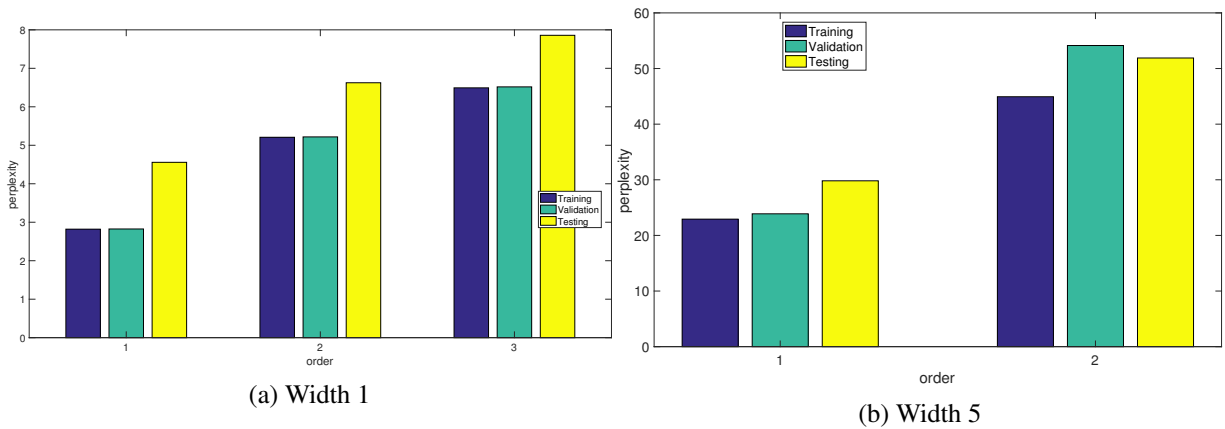 8
7
6
5
4
3
2
1
0
perplexity
1
2
3
order
Training
Validation
Testing
(a) Width 1
60
50
40
30
20
10
0
perplexity
1
2
order
Training
Validation
Testing
(b) Width 5